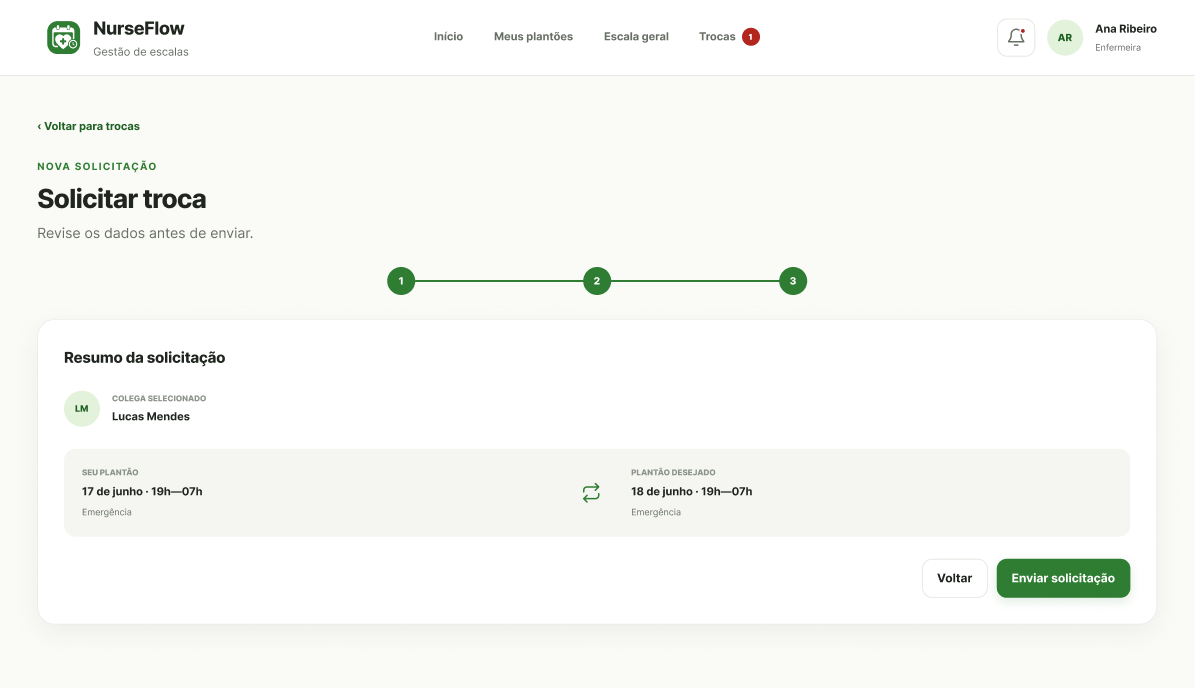 NurseFlow
Gestão de escalas
Início
Meus plantões
Escala geral
Trocas 1
AR
Ana Ribeiro
Enfermeira
‹ Voltar para trocas
NOVA SOLICITAÇÃO
Solicitar troca
Revise os dados antes de enviar.
1
2
3
Resumo da solicitação
LM
COLEGA SELECIONADO
Lucas Mendes
SEU PLANTÃO
17 de junho · 19h—07h
Emergência
PLANTÃO DESEJADO
18 de junho · 19h—07h
Emergência
Voltar
Enviar solicitação